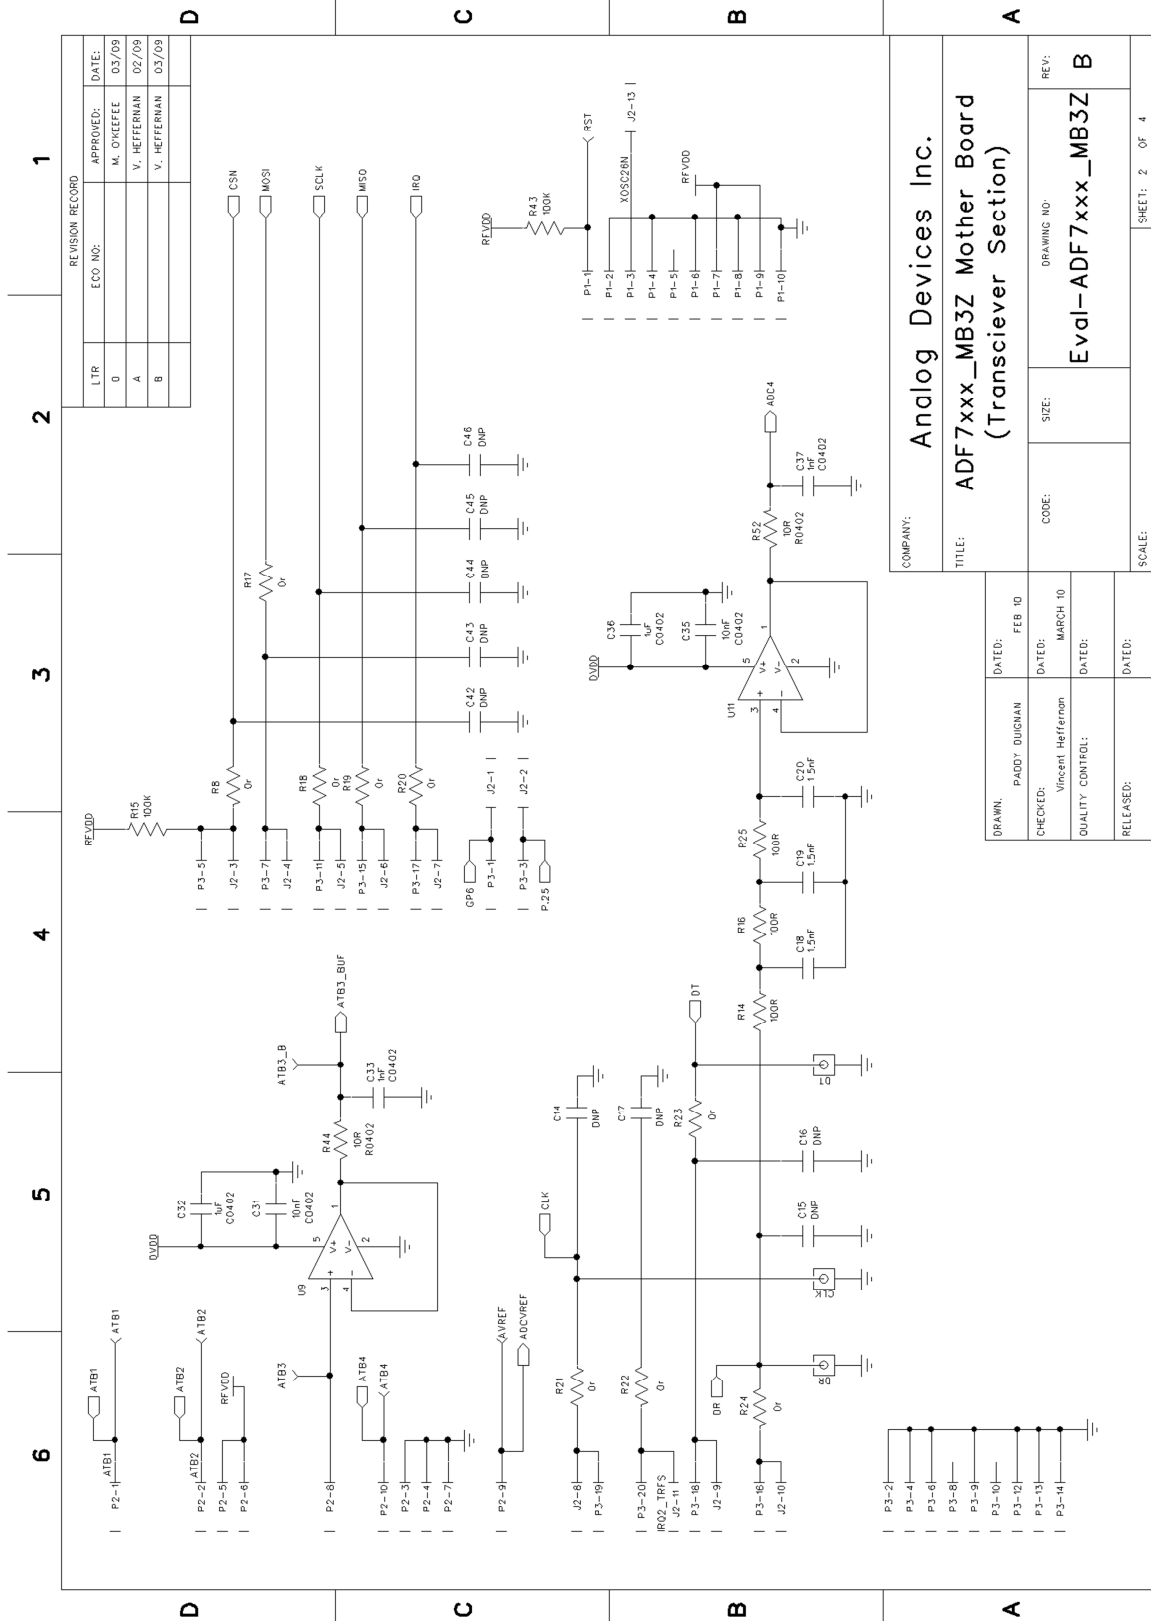 6
5
4
3
2
1
D
C
B
A
D
C
B
A
REVISION RECORD
LTR
ECO NO:
APPROVED:
DATE:
0
M. O'KEEFEE
03/09
A
V. HEFFERNAN
02/09
B
V. HEFFERNAN
03/09
P2-1
ATB1
ATB1
ATB1
P2-2
ATB2
ATB2
ATB2
P2-5
P2-6
RFVDD
P2-8
ATB3
P2-10
ATB4
ATB4
P2-3
P2-4
P2-7
P2-9
AVREF
ADCVREF
DVDD
C32
1uF
C0402
C31
10nF
C0402
U9
3
4
5
2
1
V+
V-
R44
10R
R0402
C33
1nF
C0402
ATB3_B
ATB3_BUF
J2-8
P3-19
R21
0r
CLK
C14
DNP
P3-20
IRQ2_TRFS
J2-11
R22
0r
DNP
P3-18
J2-9
R23
0r
DT
P3-16
J2-10
R24
0r
DR
DR
CLK
C15
DNP
C16
DNP
DT
R14
100R
C18
1.5nF
R16
100R
C19
1.5nF
R25
100R
C20
1.5nF
P3-2
P3-4
P3-6
P3-8
P3-9
P3-10
P3-12
P3-13
P3-14
RFVDD
R15
100K
P3-5
J2-3
R8
0r
CSN
P3-7
J2-4
R17
0r
MOSI
P3-11
J2-5
R18
0r
SCLK
P3-15
J2-6
R19
0r
MISO
P3-17
J2-7
R20
0r
IRQ
GP6
P3-1
J2-1
P3-3
J2-2
P.25
C42
DNP
C43
DNP
C44
DNP
C45
DNP
C46
DNP
DVDD
C36
1uF
C0402
C35
10nF
C0402
U11
3
4
5
2
1
V+
V-
R52
10R
R0402
C37
1nF
C0402
ADC4
RFVDD
R43
100K
RST
P1-1
P1-2
P1-3
XOSC26N
J2-13
P1-4
P1-5
P1-6
RFVDD
P1-7
P1-8
P1-9
P1-10
COMPANY:
Analog Devices Inc.
TITLE:
ADF7xxx_MB3Z Mother Board
(Transciever Section)
DRAWN.
PADDY DUIGNAN
DATED:
FEB 10
CHECKED:
Vincent Heffernan
DATED:
MARCH 10
QUALITY CONTROL:
DATED:
RELEASED:
DATED:
CODE:
SIZE:
DRAWING NO:
Eval-ADF7xxx_MB3Z
REV:
B
SCALE:
SHEET: 2 OF 4